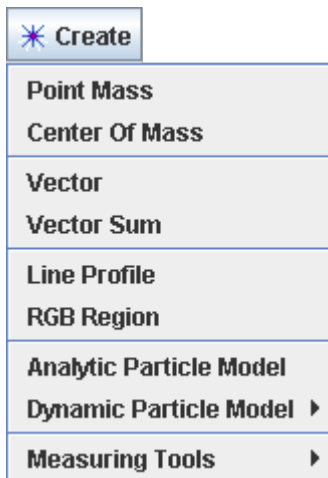 Create
Point Mass
Center Of Mass
Vector
Vector Sum
Line Profile
RGB Region
Analytic Particle Model
Dynamic Particle Model
Measuring Tools